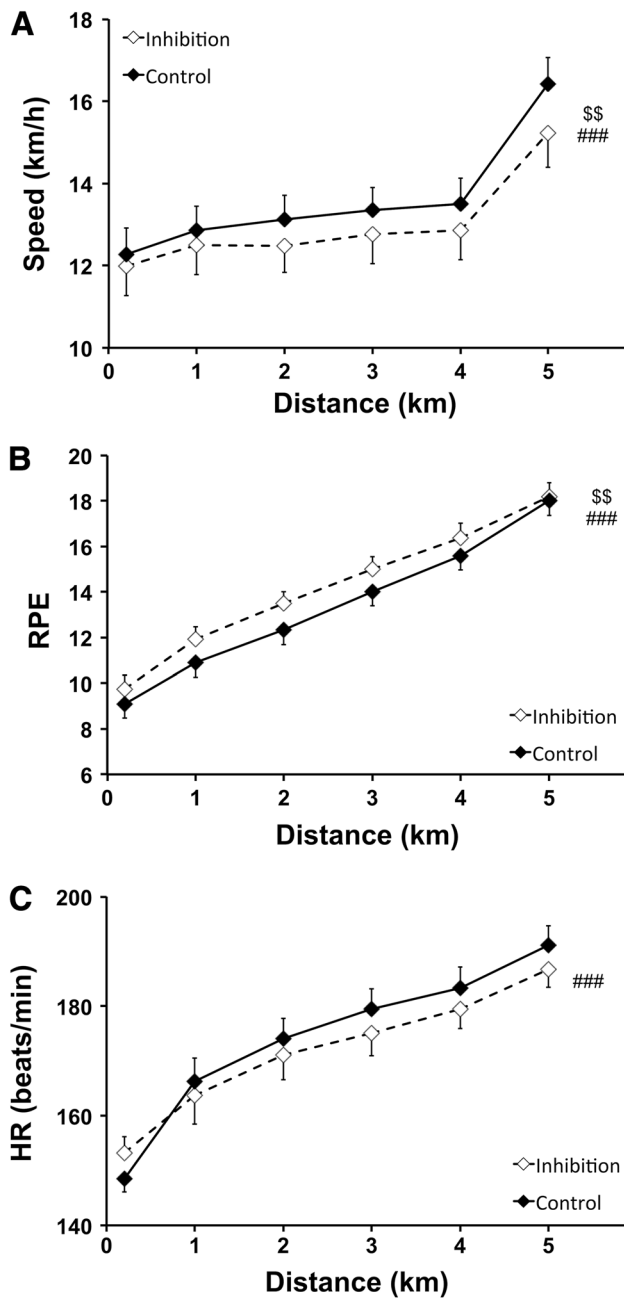 A
18
Inhibition
Control
16
$$
###
Speed (km/h)
14
12
10
0 1 2 3 4 5
Distance (km)
B
20
18
$$
###
16
14
RPE
12
10
Inhibition
8
Control
6
0 1 2 3 4 5
Distance (km)
C
200
###
180
HR (beats/min)
160
Inhibition
Control
140
0 1 2 3 4 5
Distance (km)